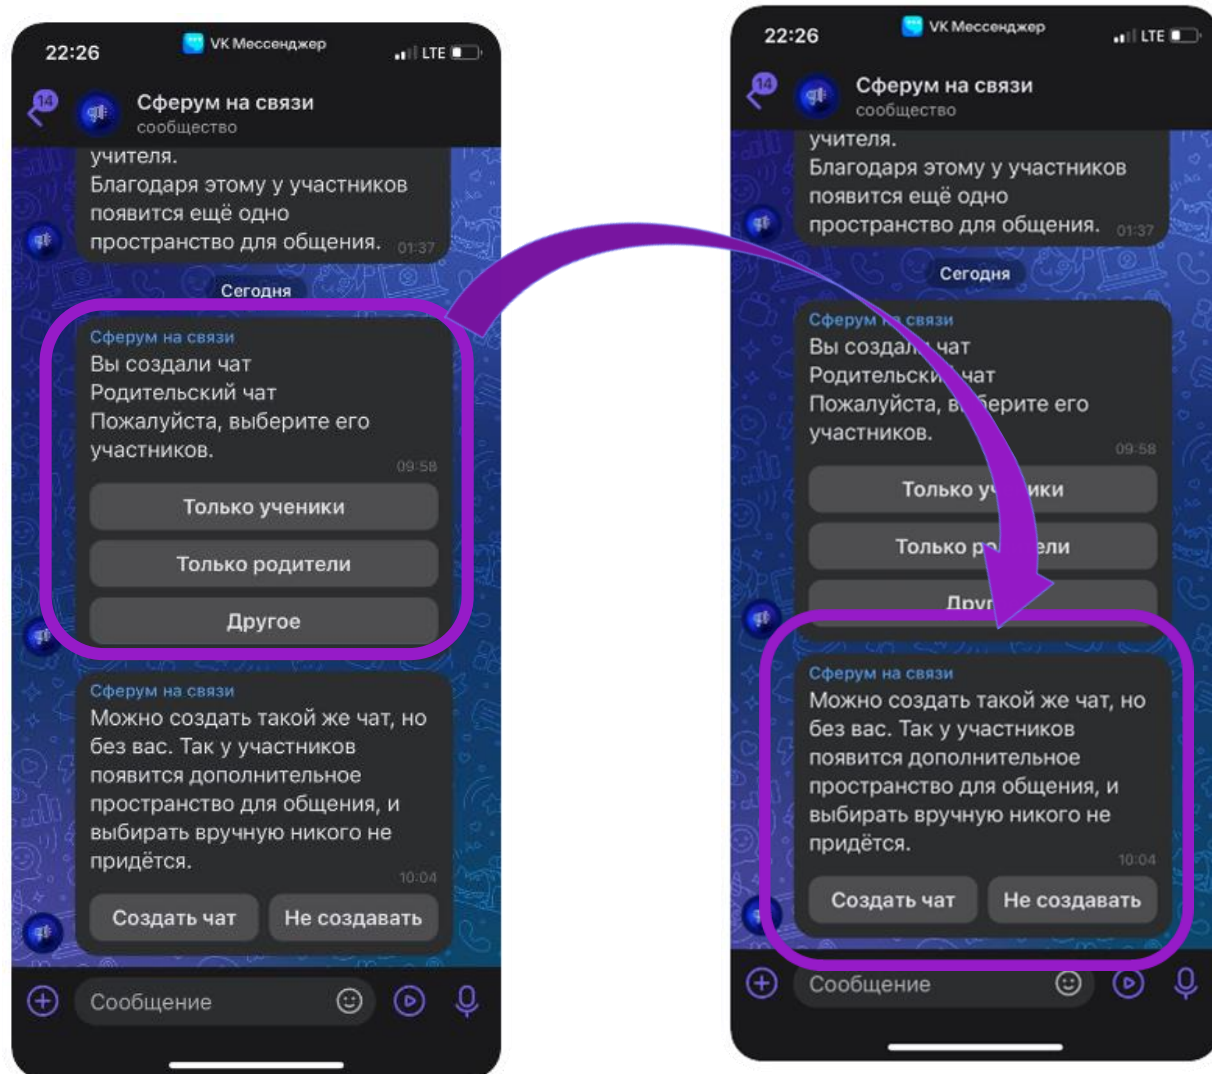 22:26
VK Мессенджер
LTE
14
Сферум на связи
сообщество
учителя.
Благодаря этому у участников
появится ещё одно
пространство для общения. 01:37
Сегодня
Сферум на связи
Вы создали чат
Родительский чат
Пожалуйста, выберите его
участников.
09:58
Только ученики
Только родители
Другое
Сферум на связи
Можно создать такой же чат, но
без вас. Так у участников
появится дополнительное
пространство для общения, и
выбирать вручную никого не
придётся.
10:04
Создать чат
Не создавать
Сообщение
22:26
VK Мессенджер
LTE
14
Сферум на связи
сообщество
учителя.
Благодаря этому у участников
появится ещё одно
пространство для общения. 01:37
Сегодня
Сферум на связи
Вы создали чат
Родительский чат
Пожалуйста, выберите его
участников.
09:58
Только ученики
Только родители
Другое
Сферум на связи
Можно создать такой же чат, но
без вас. Так у участников
появится дополнительное
пространство для общения, и
выбирать вручную никого не
придётся.
10:04
Создать чат
Не создавать
Сообщение